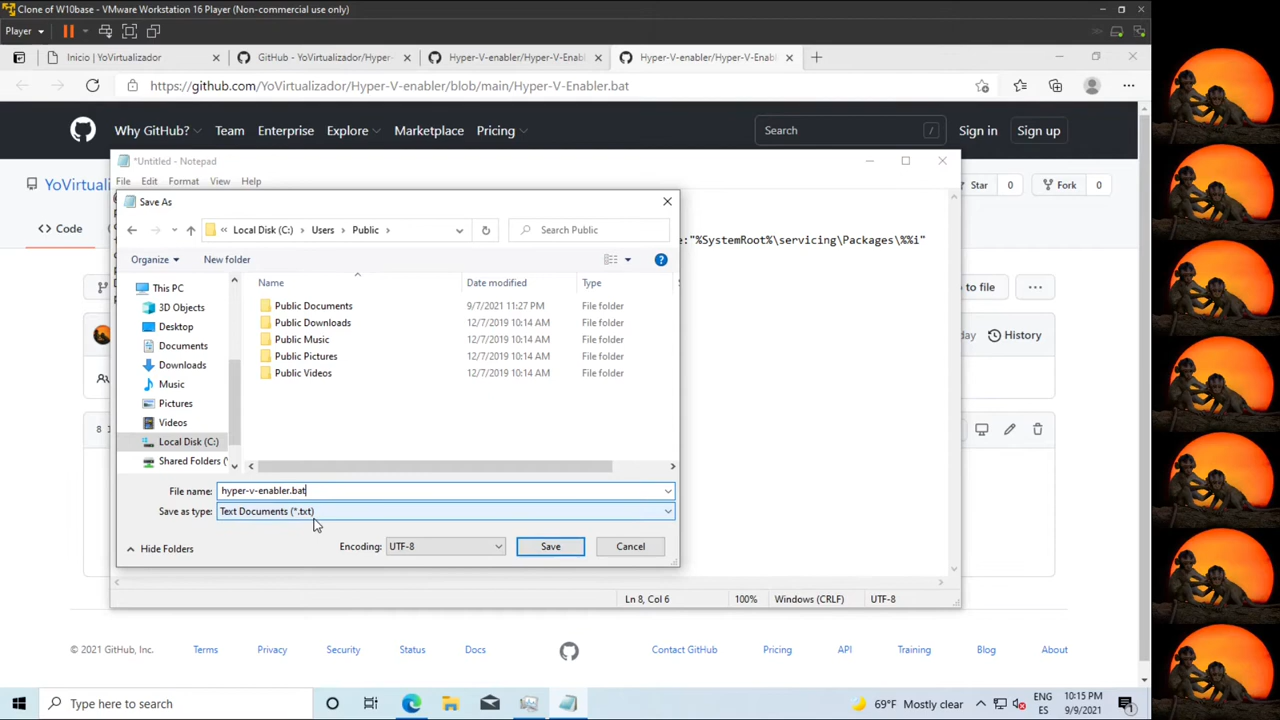 Clone of W10base - VMware Workstation 16 Player (Non-commercial use only)
Player
Inicio | YoVirtualizador
GitHub - YoVirtualizador/Hyper-
Hyper-V-enabler/Hyper-V-Enabl
Hyper-V-enabler/Hyper-V-Enabl
https://github.com/YoVirtualizador/Hyper-V-enabler/blob/main/Hyper-V-Enabler.bat
Why GitHub? Team Enterprise Explore Marketplace Pricing Search / Sign in Sign up
*Untitled - Notepad
File Edit Format View Help
YoVirtuali
Star 0 Fork 0
Save As
Local Disk (C:) Users Public
Search Public
e:"%SystemRoot%\servicing\Packages\%%i"
<> Code
Organize New folder
Name Date modified Type
This PC
3D Objects
Desktop
Documents
Downloads
Music
Pictures
Videos
Local Disk (C:)
Shared Folders (
Public Documents 9/7/2021 11:27 PM File folder
Public Downloads 12/7/2019 10:14 AM File folder
Public Music 12/7/2019 10:14 AM File folder
Public Pictures 12/7/2019 10:14 AM File folder
Public Videos 12/7/2019 10:14 AM File folder
to file ...
day History
8
File name: hyper-v-enabler.bat
Save as type: Text Documents (*.txt)
Hide Folders
Encoding: UTF-8 Save Cancel
Ln 8, Col 6 100% Windows (CRLF) UTF-8
© 2021 GitHub, Inc. Terms Privacy Security Status Docs Contact GitHub Pricing API Training Blog About
Type here to search
69°F Mostly clear
ENG
ES
10:15 PM
9/9/2021
1